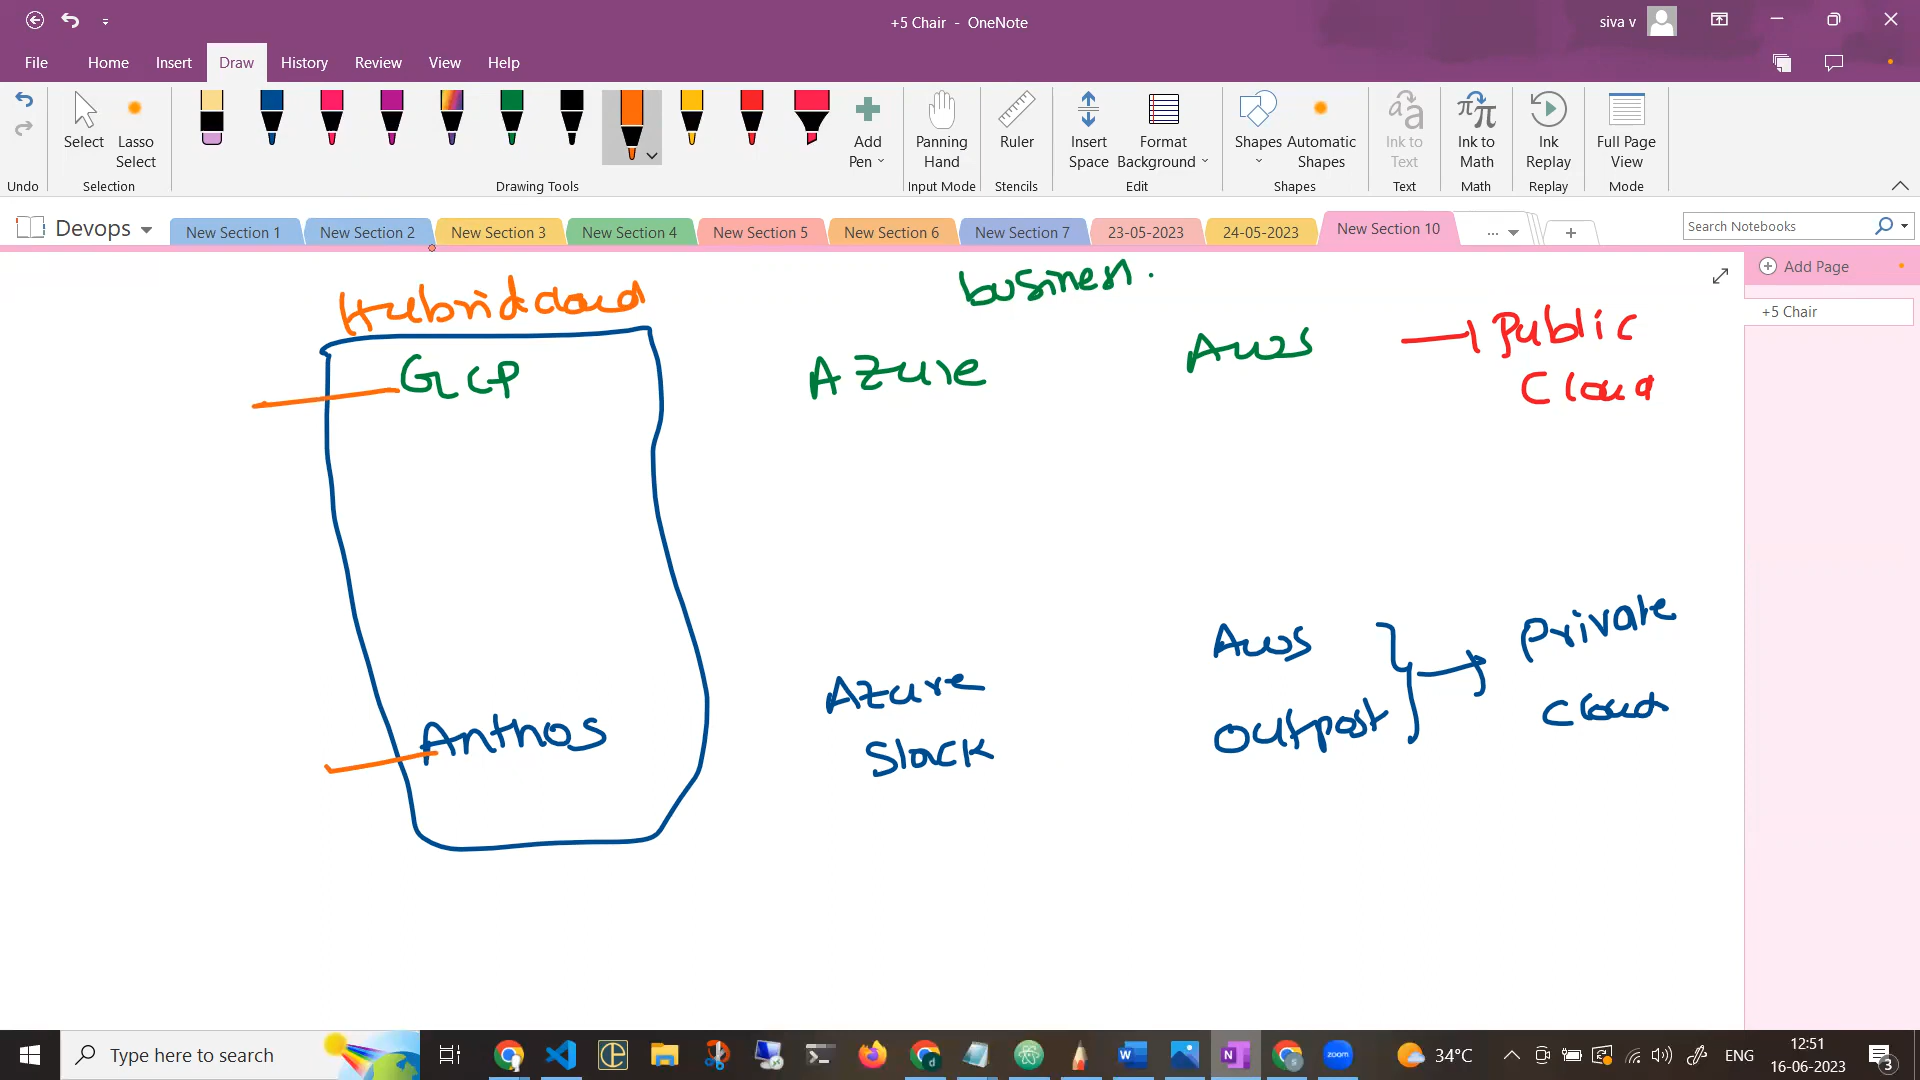 +5 Chair - OneNote
siva v
File Home Insert Draw History Review View Help
Undo
Select
Lasso Select
Selection
Drawing Tools
Add Pen
Panning Hand
Input Mode
Ruler
Stencils
Insert Space
Format Background
Edit
Shapes
Automatic Shapes
Shapes
Ink to Text
Text
Ink to Math
Math
Ink Replay
Replay
Full Page View
Mode
Devops
New Section 1 New Section 2 New Section 3 New Section 4 New Section 5 New Section 6 New Section 7 23-05-2023 24-05-2023 New Section 10 ...
Search Notebooks
Add Page
+5 Chair
business.
Hubrid cloud
GCP
Azure
Aws
Public
Cloud
Anthos
Azure
Stack
Aws
Outpost
Private
Cloud
Type here to search
zoom
34°C
ENG
12:51
16-06-2023
3